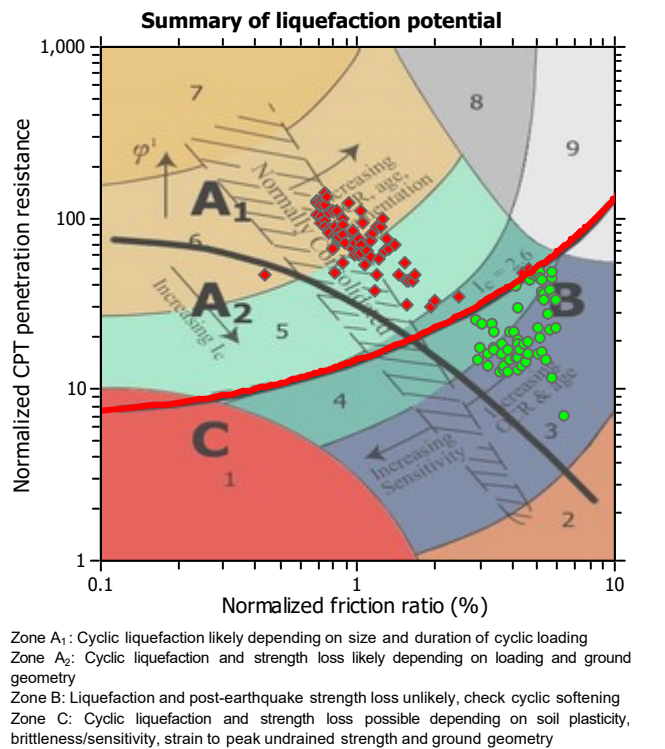 Summary of liquefaction potential
Normalized CPT penetration resistance
1,000
100
10
1
7
8
9
φ'
Increasing
OCR, age,
cementation
A1
Normally Consolidated
6
A2
Increasing Ic
5
Ic = 2.6
B
4
Increasing
OCR & age
3
C
Increasing
Sensitivity
1
2
0.1
1
10
Normalized friction ratio (%)
Zone A1: Cyclic liquefaction likely depending on size and duration of cyclic loading
Zone A2: Cyclic liquefaction and strength loss likely depending on loading and ground
geometry
Zone B: Liquefaction and post-earthquake strength loss unlikely, check cyclic softening
Zone C: Cyclic liquefaction and strength loss possible depending on soil plasticity,
brittleness/sensitivity, strain to peak undrained strength and ground geometry